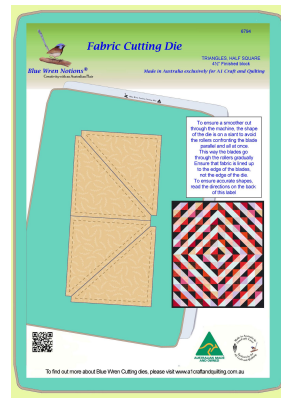 6794
Fabric Cutting Die
TRIANGLES, HALF SQUARE
4½" Finished block
Blue Wren Notions®
Made in Australia exclusively for A1 Craft and Quilting
To ensure a smoother cut
through the machine, the shape
of the die is on a slant to avoid
the rollers confronting the blade
parallel and all at once.
This way the blades go
through the rollers gradually
Ensure that fabric is lined up
to the edge of the blades,
not the edge of the die.
To ensure accurate shapes,
read the directions on the back
of this label
AUSTRALIAN MADE
AND OWNED
To find out more about Blue Wren Cutting dies, please visit www.a1craftandquilting.com.au